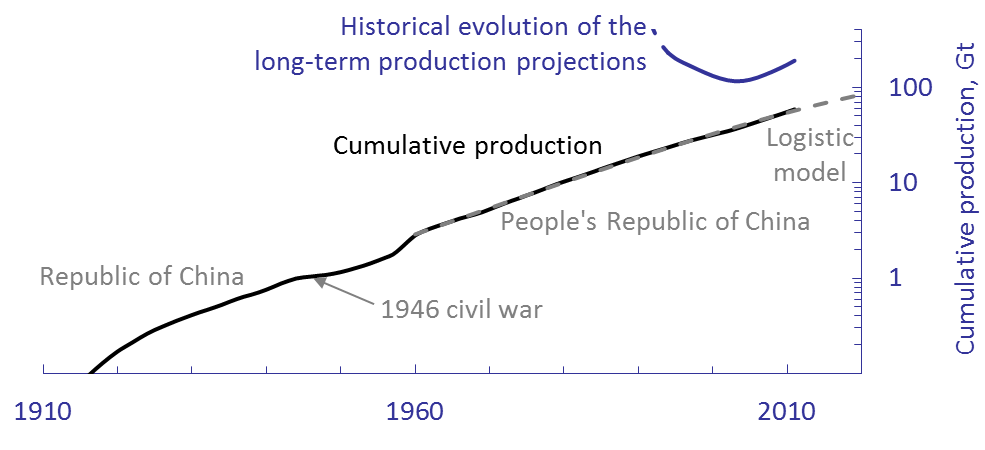 Historical evolution of the
long-term production projections
Cumulative production
Logistic
model
People's Republic of China
Republic of China
1946 civil war
100
10
1
Cumulative production, Gt
1910
1960
2010